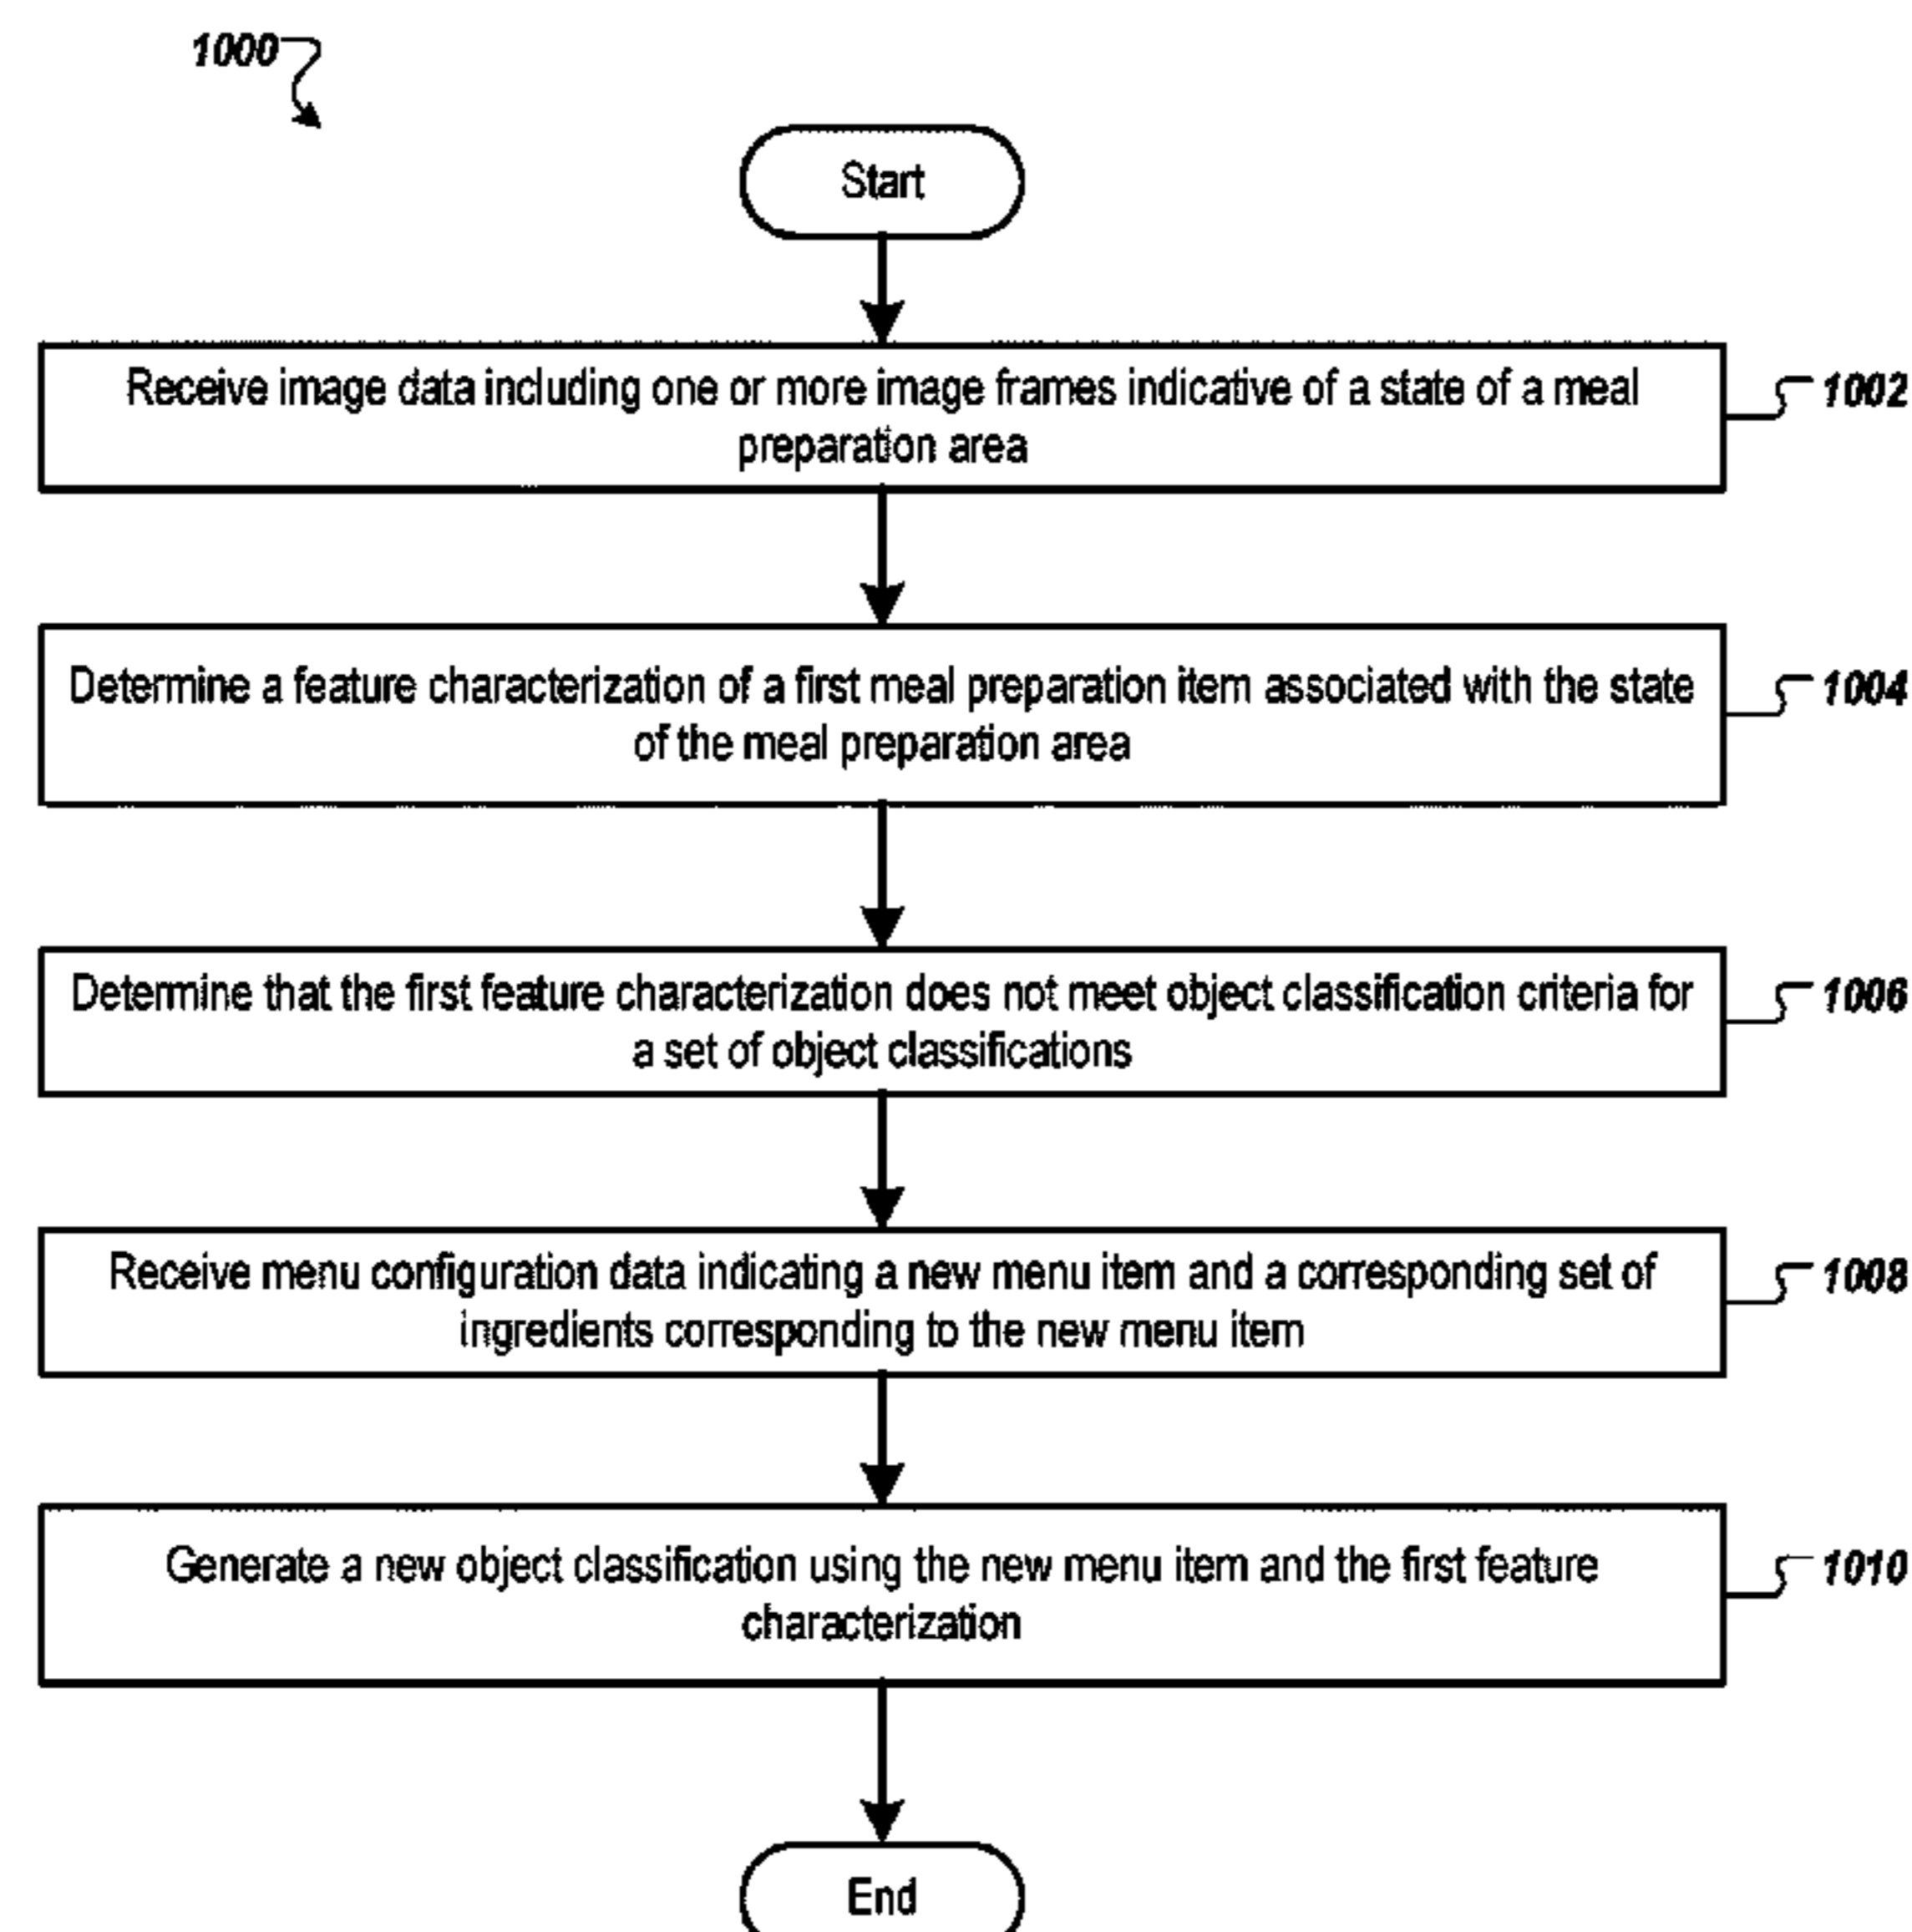 1000
Start
Receive image data including one or more image frames indicative of a state of a meal
preparation area
1002
Determine a feature characterization of a first meal preparation item associated with the state
of the meal preparation area
1004
Determine that the first feature characterization does not meet object classification criteria for
a set of object classifications
1006
Receive menu configuration data indicating a new menu item and a corresponding set of
ingredients corresponding to the new menu item
1008
Generate a new object classification using the new menu item and the first feature
characterization
1010
End